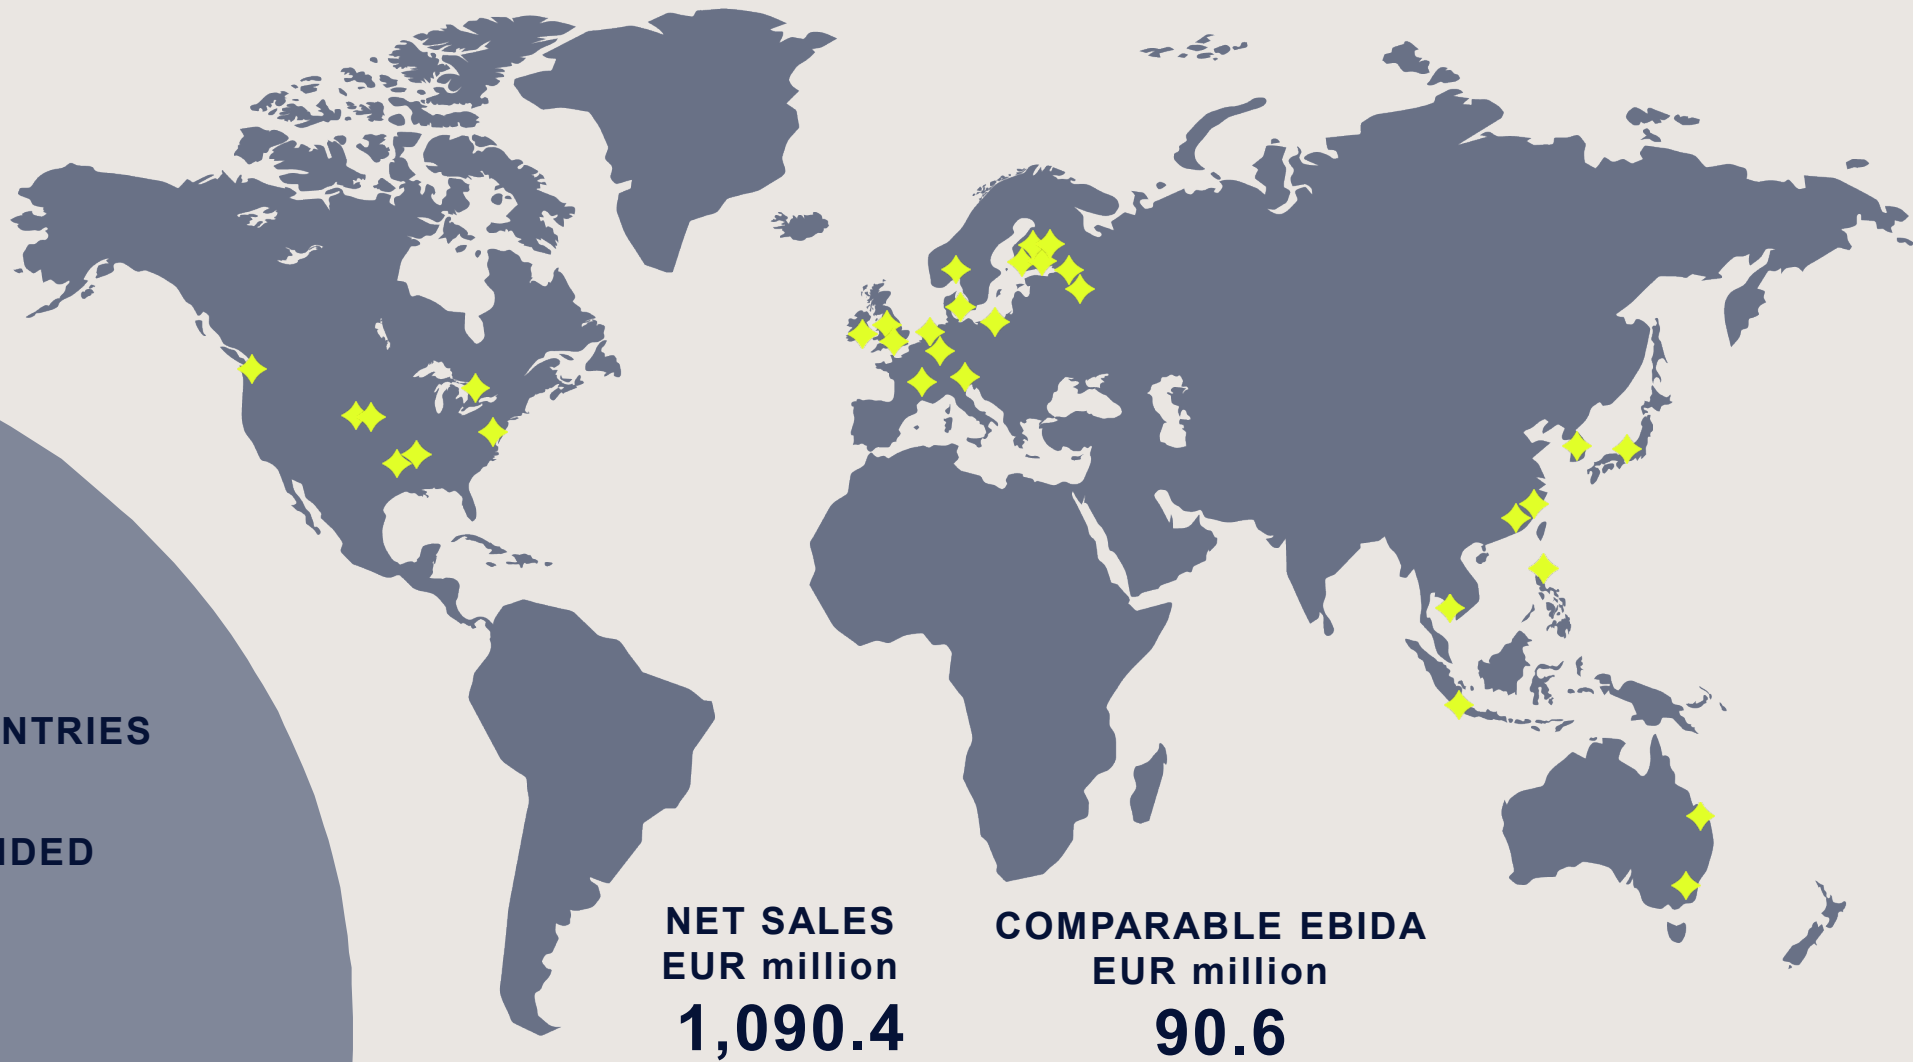 NTRIES
IDED
NET SALES
EUR million
1,090.4
COMPARABLE EBIDA
EUR million
90.6